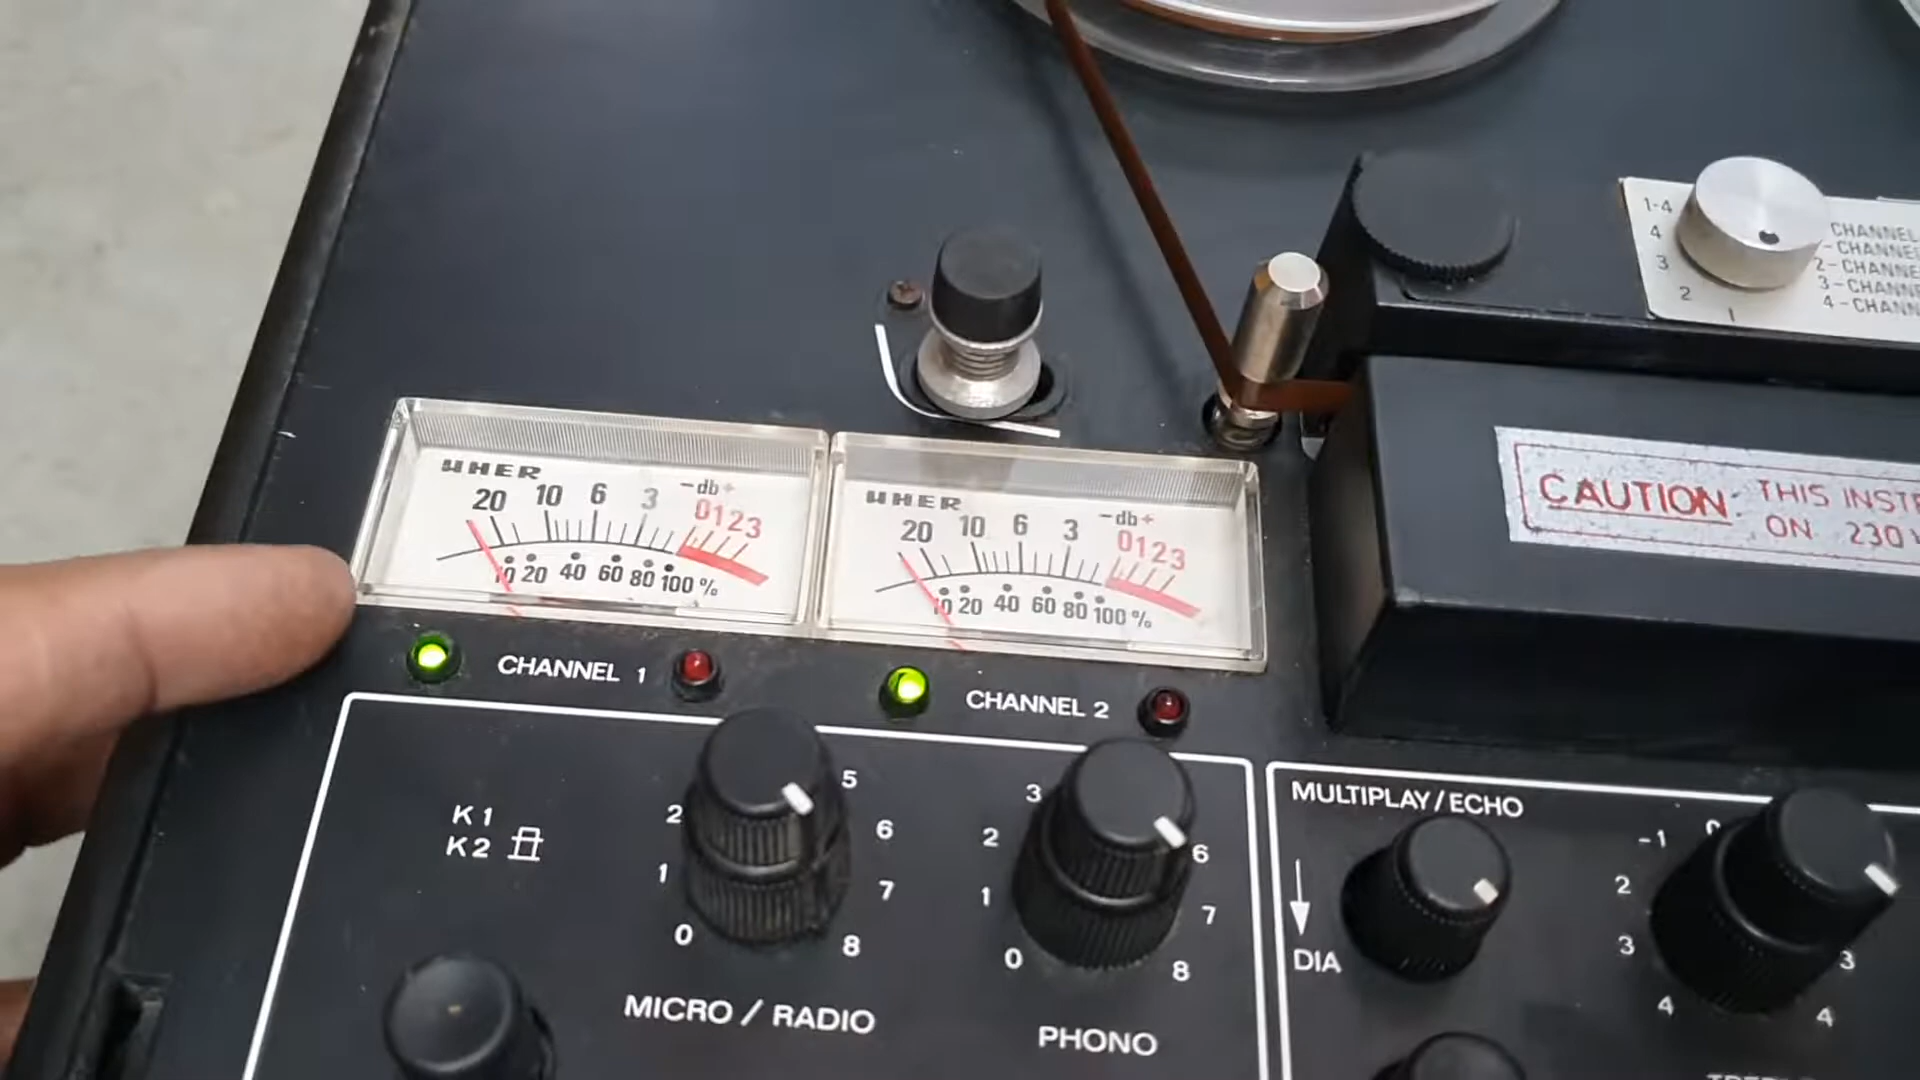 1-4
4
3
2
1
CHANNEL
-CHANNEL
2-CHANNE
3-CHANNE
4-CHANN
UHER
20 10 6 3 -db+ 0123
10 20 40 60 80 100 %
UHER
20 10 6 3 -db+ 0123
10 20 40 60 80 100 %
CAUTION: THIS INST
ON 230
CHANNEL 1
CHANNEL 2
K1
K2
2 5
1 6
0 7
8
MICRO / RADIO
3
2 6
1 7
0 8
PHONO
MULTIPLAY/ECHO
DIA
-1 0
2
3 3
4 4